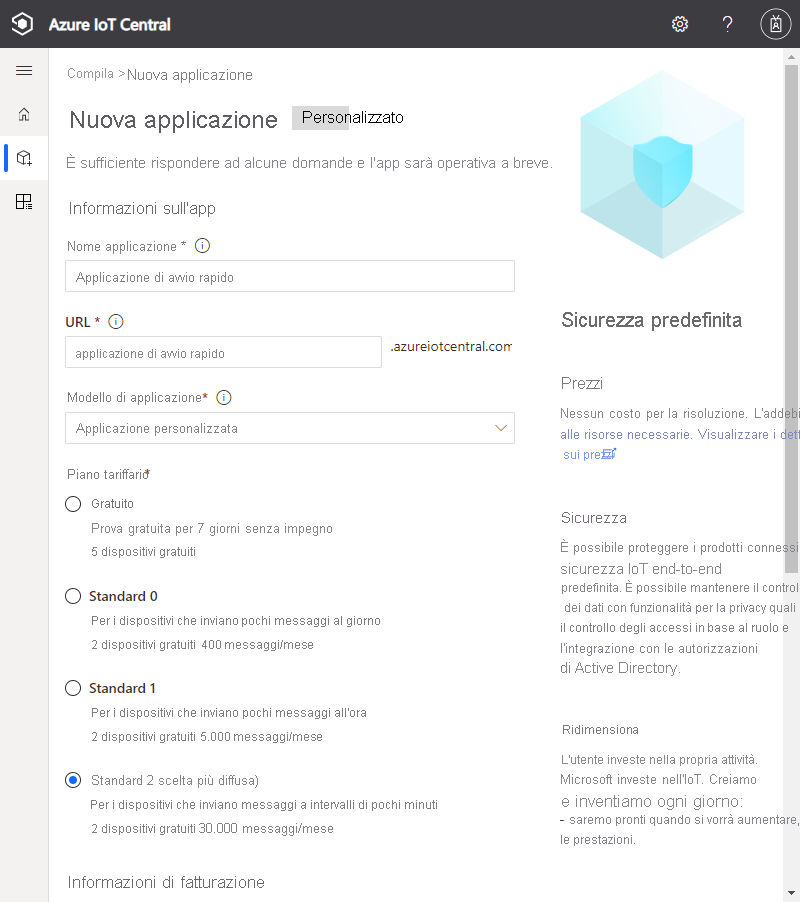 Azure IoT Central
Compila > Nuova applicazione
Nuova applicazione Personalizzato
È sufficiente rispondere ad alcune domande e l'app sarà operativa a breve.
Informazioni sull'app
Nome applicazione *
Applicazione di avvio rapido
URL *
applicazione di avvio rapido .azureiotcentral.com
Modello di applicazione*
Applicazione personalizzata
Piano tariffario*
Gratuito
Prova gratuita per 7 giorni senza impegno
5 dispositivi gratuiti
Standard 0
Per i dispositivi che inviano pochi messaggi al giorno
2 dispositivi gratuiti 400 messaggi/mese
Standard 1
Per i dispositivi che inviano pochi messaggi all'ora
2 dispositivi gratuiti 5.000 messaggi/mese
Standard 2 scelta più diffusa)
Per i dispositivi che inviano messaggi a intervalli di pochi minuti
2 dispositivi gratuiti 30.000 messaggi/mese
Informazioni di fatturazione
Sicurezza predefinita
Prezzi
Nessun costo per la risoluzione. L'addebi
alle risorse necessarie. Visualizzare i dett
sui
Sicurezza
È possibile proteggere i prodotti connessi
sicurezza IoT end-to-end
predefinita. È possibile mantenere il control
dei dati con funzionalità per la privacy quali
il controllo degli accessi in base al ruolo e
l'integrazione con le autorizzazioni
di Active Directory.
Ridimensiona
L'utente investe nella propria attività.
Microsoft investe nell'IoT. Creiamo
e inventiamo ogni giorno:
- saremo pronti quando si vorrà aumentare,
le prestazioni.